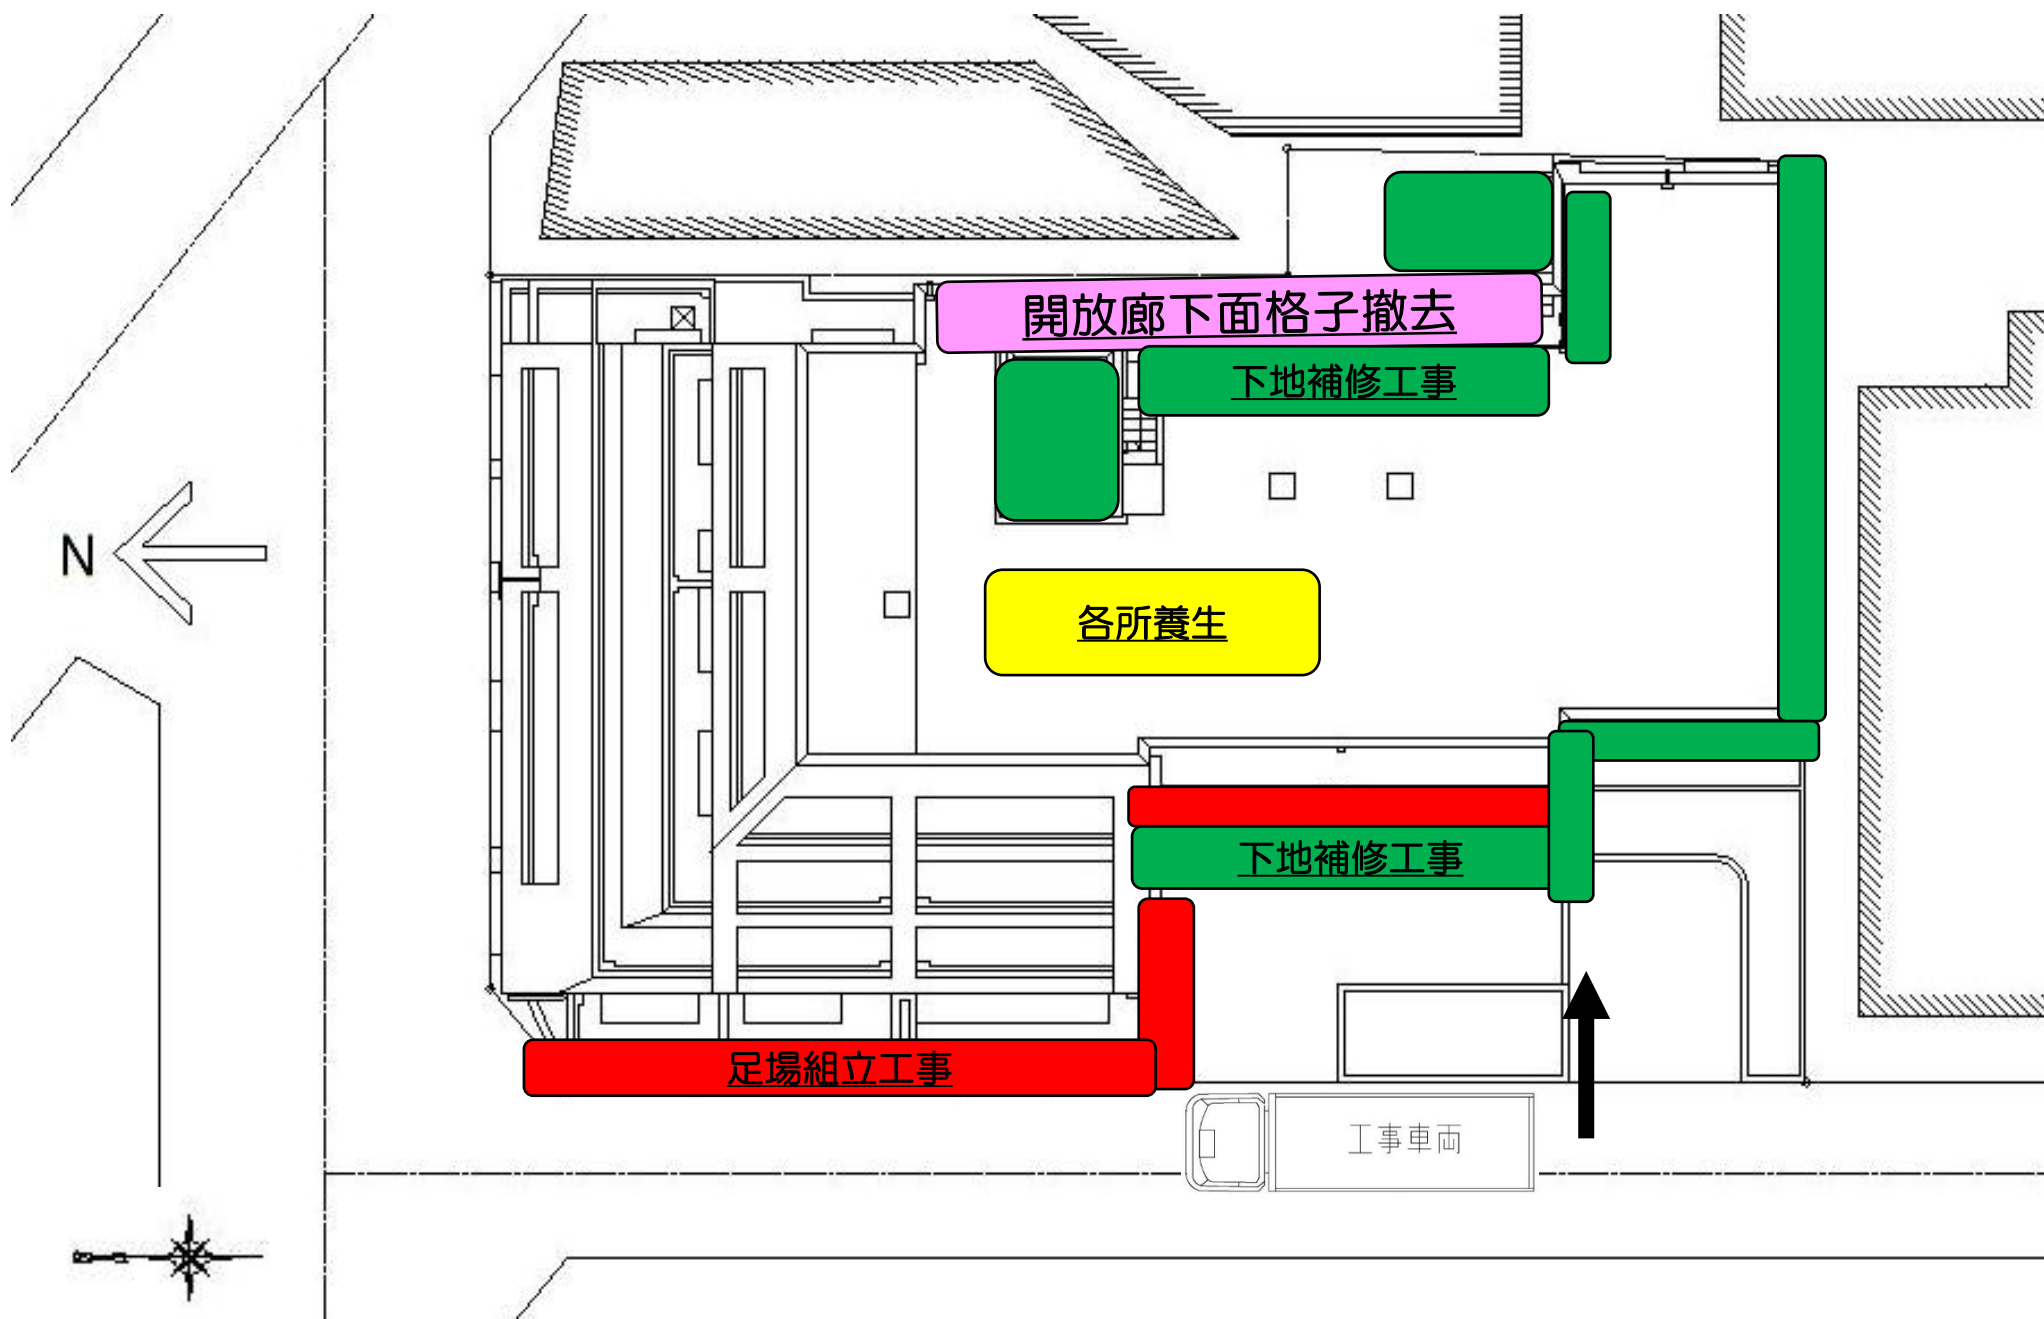 開放廊下面格子撤去
下地補修工事
N
各所養生
下地補修工事
足場組立工事
工事車両